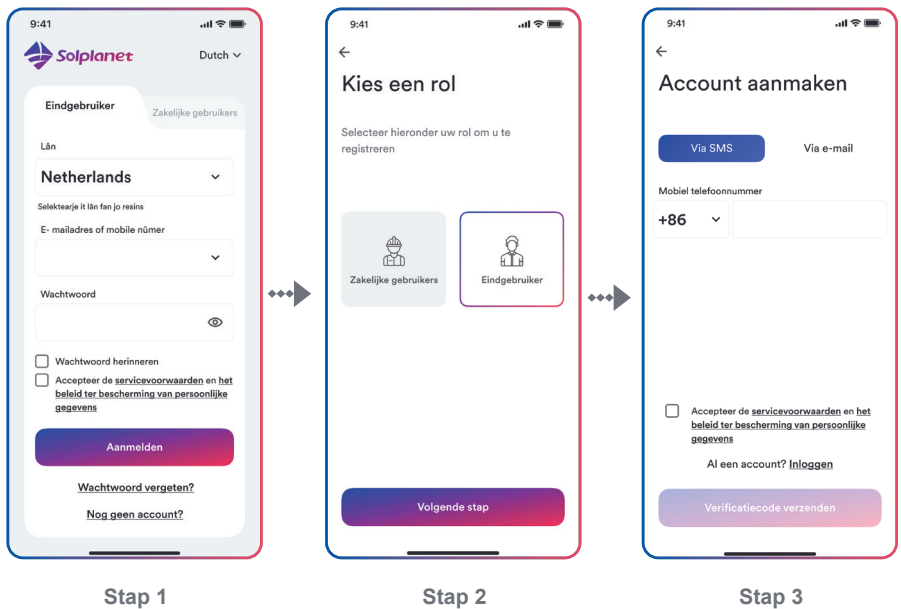 9:41
Solplanet
Dutch
Eindgebruiker
Zakelijke gebruikers
Lân
Netherlands
Selektearje it lân fan jo resins
E- mailadres of mobile nûmer
Wachtwoord
Wachtwoord herinneren
Accepteer de servicevoorwaarden en het
beleid ter bescherming van persoonlijke
gegevens
Aanmelden
Wachtwoord vergeten?
Nog geen account?
Stap 1
9:41
Kies een rol
Selecteer hieronder uw rol om u te
registreren
Zakelijke gebruikers
Eindgebruiker
Volgende stap
Stap 2
9:41
Account aanmaken
Via SMS
Via e-mail
Mobiel telefoonnummer
+86
Accepteer de servicevoorwaarden en het
beleid ter bescherming van persoonlijke
gegevens
Al een account? Inloggen
Verificatiecode verzenden
Stap 3